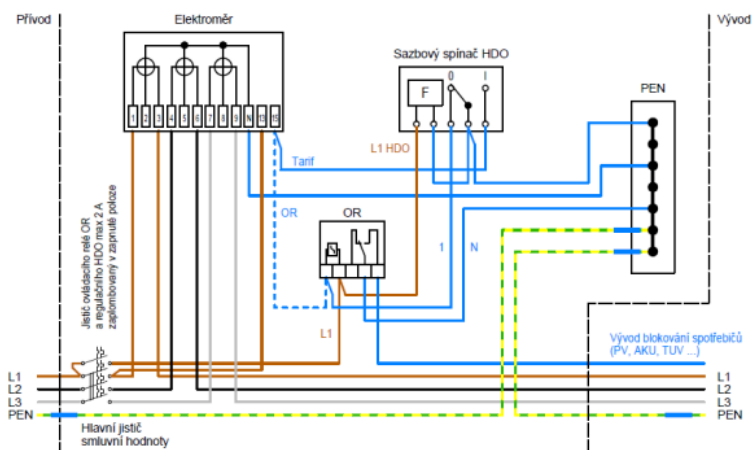 Přívod
Elektroměr
Vývod
Sazbový spínač HDO
0
I
F
PEN
1
2
3
4
5
6
7
8
9
N
13
15
L1 HDO
Tarif
OR
OR
1
N
Jistič ovládacího relé OR
a regulačního HDO max 2 A
zaplombovaný v zapnuté poloze
L1
Vývod blokování spotřebičů
(PV, AKU, TUV ...)
L1
L2
L3
PEN
L1
L2
L3
PEN
Hlavní jistič
smluvní hodnoty